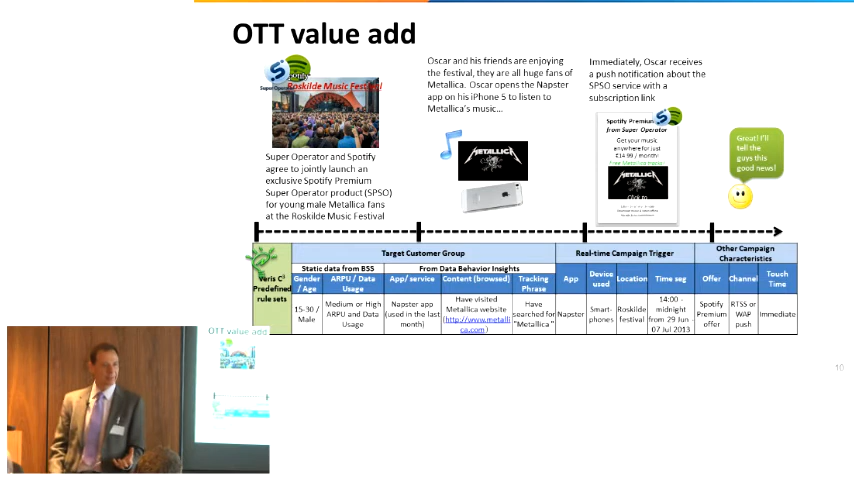 OTT value add
Spotify
Roskilde Music Festival
Super Operator and Spotify
agree to jointly launch an
exclusive Spotify Premium
Super Operator product (SPSO)
for young male Metallica fans
at the Roskilde Music Festival
Oscar and his friends are enjoying
the festival, they are all huge fans of
Metallica. Oscar opens the Napster
app on his iPhone 5 to listen to
Metallica's music...
METALLICA
Immediately, Oscar receives
a push notification about the
SPSO service with a
subscription link
Spotify Premium
from Super Operator
Get your music
anywhere for just
€14.99 / month!
Free Metallica music!
METALLICA
Click to
Great! I'll
tell the
guys this
good news!
Veris C³
Predefined
rule sets
Target Customer Group
Real-time Campaign Trigger
Other Campaign
Characteristics
Static data from BSS
From Data Behavior Insights
Gender
/ Age
ARPU / Data
Usage
App/ service
Content (browsed)
Tracking
Phrase
App
Device
used
Location
Time seg
Offer
Channel
Touch
Time
15-30 /
Male
Medium or High
ARPU and Data
Usage
Napster app
(used in the last
month)
Have visited
Metallica website
(http://www.metalli
ca.com)
Have
searched for
"Metallica"
Napster
Smart-
phones
Roskilde
festival
14:00 -
midnight
from 29 Jun -
07 Jul 2013
Spotify
Premium
offer
RTSS or
WAP
push
Immediate
OTT value add
10